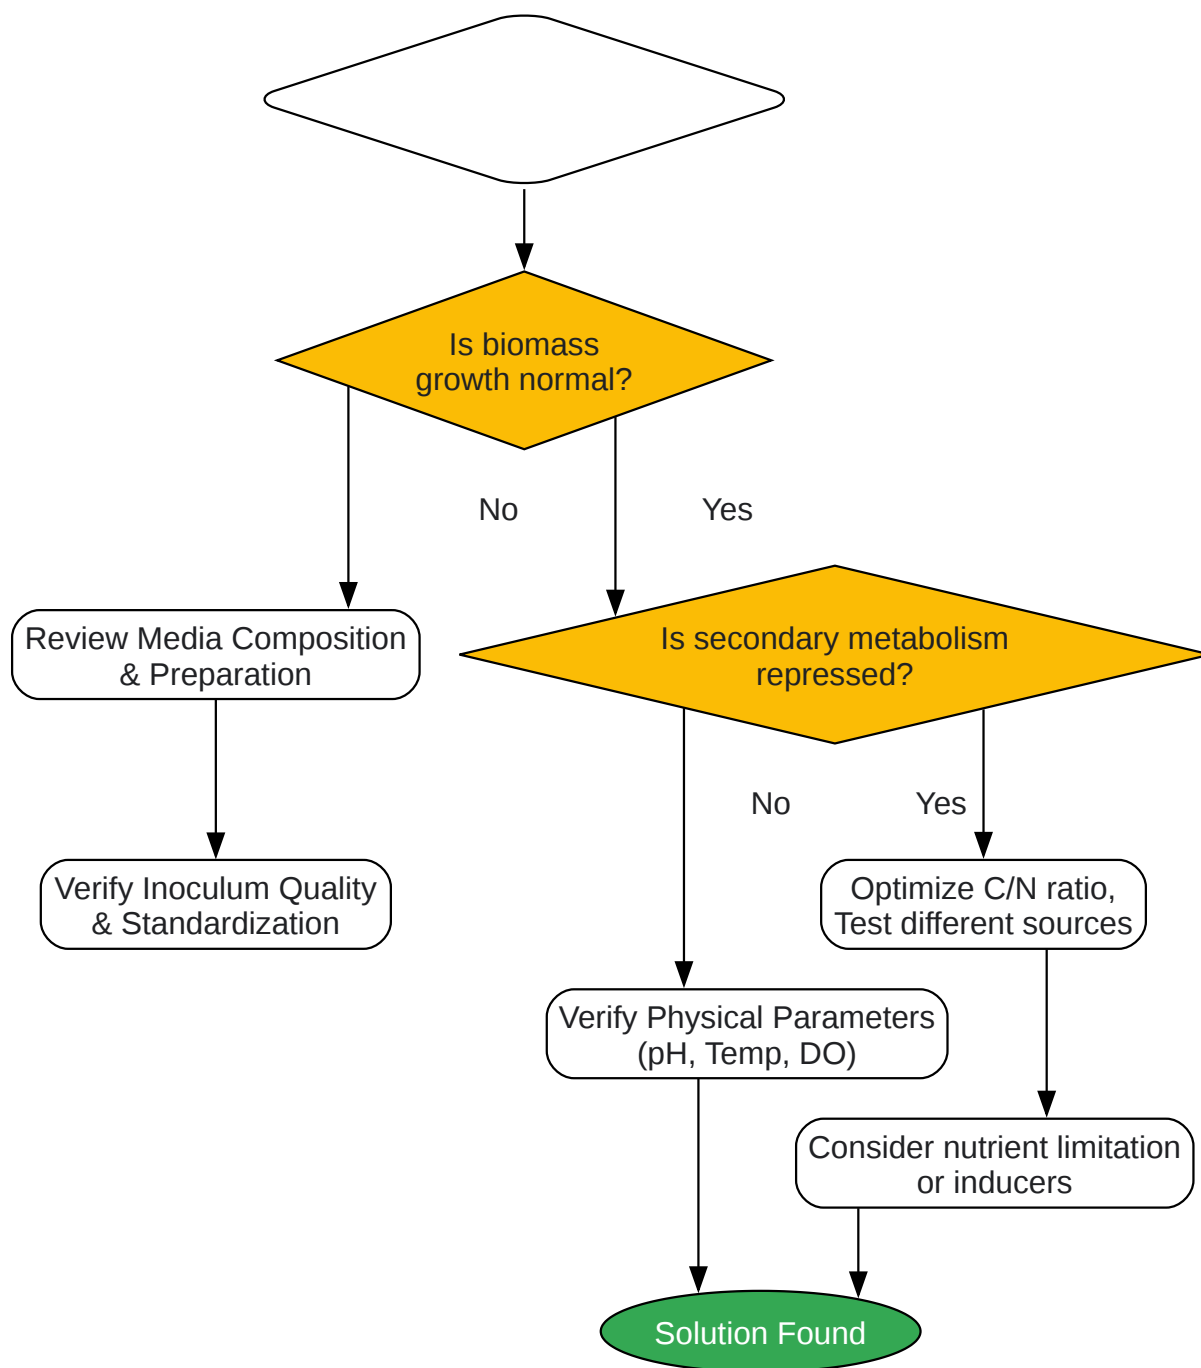 Is biomass
growth normal?
No
Yes
Review Media Composition
& Preparation
Is secondary metabolism
repressed?
No
Yes
Verify Inoculum Quality
& Standardization
Optimize C/N ratio,
Test different sources
Verify Physical Parameters
(pH, Temp, DO)
Consider nutrient limitation
or inducers
Solution Found